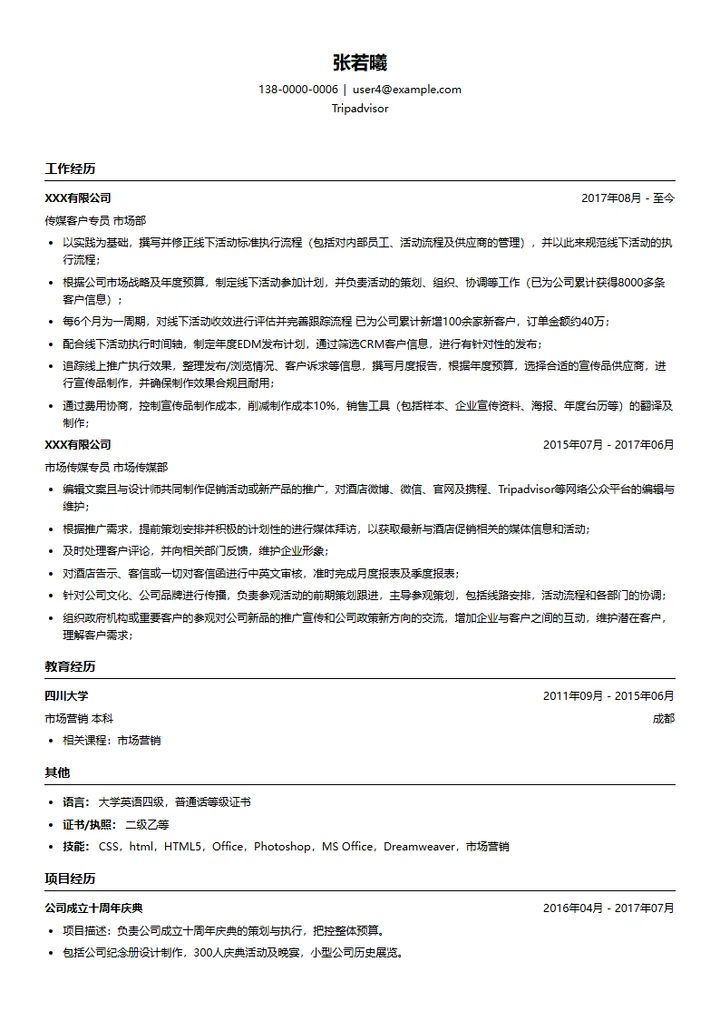 张若曦
138-0000-0006 | user4@example.com
Tripadvisor
工作经历
XXX有限公司 2017年08月 - 至今
传媒客户专员 市场部
• 以实践为基础，撰写并修正线下活动标准执行流程（包括对内部员工、活动流程及供应商的管理），并以此来规范线下活动的执
行流程；
• 根据公司市场战略及年度预算，制定线下活动参加计划，并负责活动的策划、组织、协调等工作（已为公司累计获得8000多条
客户信息）；
• 每6个月为一周期，对线下活动收效进行评估并完善跟踪流程 已为公司累计新增100余家新客户，订单金额约40万；
• 配合线下活动执行时间轴，制定年度EDM发布计划，通过筛选CRM客户信息，进行有针对性的发布；
• 追踪线上推广执行效果，整理发布/浏览情况、客户诉求等信息，撰写月度报告，根据年度预算，选择合适的宣传品供应商，进
行宣传品制作，并确保制作效果合规且耐用；
• 通过费用协商，控制宣传品制作成本，削减制作成本10%，销售工具（包括样本、企业宣传资料、海报、年度台历等）的翻译及
制作；
XXX有限公司 2015年07月 - 2017年06月
市场传媒专员 市场传媒部
• 编辑文案且与设计师共同制作促销活动或新产品的推广，对酒店微博、微信、官网及携程、Tripadvisor等网络公众平台的编辑与
维护；
• 根据推广需求，提前策划安排并积极的计划性的进行媒体拜访，以获取最新与酒店促销相关的媒体信息和活动；
• 及时处理客户评论，并向相关部门反馈，维护企业形象；
• 对酒店告示、客信或一切对客信函进行中英文审核，准时完成月度报表及季度报表；
• 针对公司文化、公司品牌进行传播，负责参观活动的前期策划跟进，主导参观策划，包括线路安排，活动流程和各部门的协调；
• 组织政府机构或重要客户的参观对公司新品的推广宣传和公司政策新方向的交流，增加企业与客户之间的互动，维护潜在客户，
理解客户需求；
教育经历
四川大学 2011年09月 - 2015年06月
市场营销 本科 成都
• 相关课程：市场营销
其他
• 语言： 大学英语四级，普通话等级证书
• 证书/执照： 二级乙等
• 技能： CSS，html，HTML5，Office，Photoshop，MS Office，Dreamweaver，市场营销
项目经历
公司成立十周年庆典 2016年04月 - 2017年07月
• 项目描述：负责公司成立十周年庆典的策划与执行，把控整体预算。
• 包括公司纪念册设计制作，300人庆典活动及晚宴，小型公司历史展览。